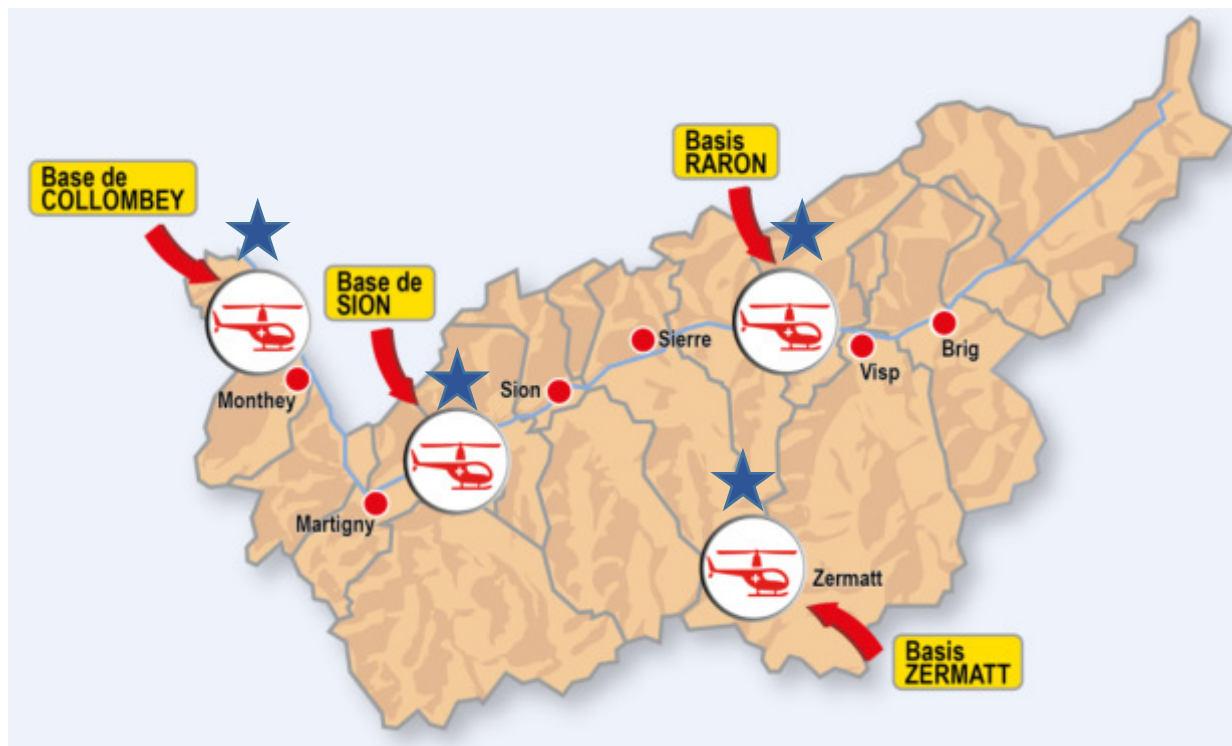 Basis
RARON
Base de
COLLOMBEY
Base de
SION
Sierre
Brig
Visp
Sion
Monthey
Martigny
Zermatt
Basis
ZERMATT